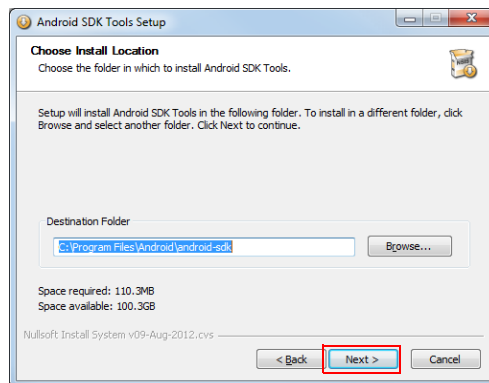 Android SDK Tools Setup
Choose Install Location
Choose the folder in which to install Android SDK Tools.
Setup will install Android SDK Tools in the following folder. To install in a different folder, click
Browse and select another folder. Click Next to continue.
Destination Folder
C:\Program Files\Android\android-sdk
Browse...
Space required: 110.3MB
Space available: 100.3GB
Nullsoft Install System v09-Aug-2012.cvs
< Back
Next >
Cancel